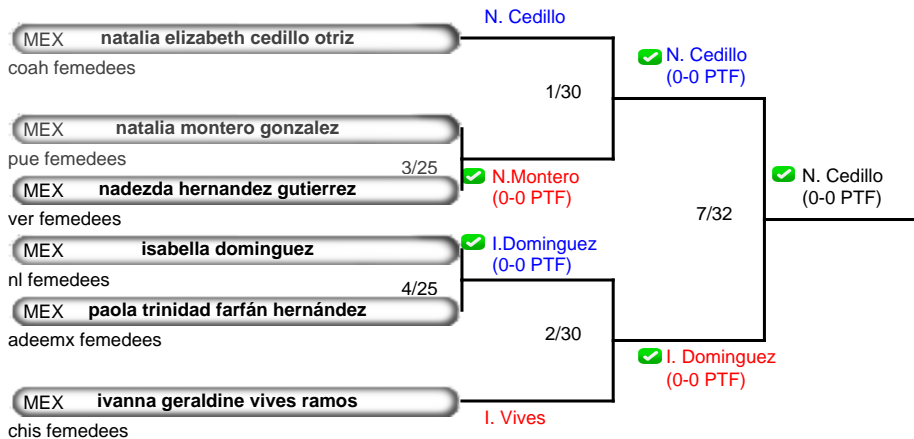 N. Cedillo
MEX natalia elizabeth cedillo otriz
coah femedees
N. Cedillo
(0-0 PTF)
1/30
MEX natalia montero gonzalez
pue femedees
3/25
N.Montero
(0-0 PTF)
MEX nadezda hernandez gutierrez
ver femedees
N. Cedillo
(0-0 PTF)
7/32
MEX isabella dominguez
nl femedees
I.Dominguez
(0-0 PTF)
4/25
MEX paola trinidad farfán hernández
adeemx femedees
2/30
I. Dominguez
(0-0 PTF)
MEX ivanna geraldine vives ramos
chis femedees
I. Vives